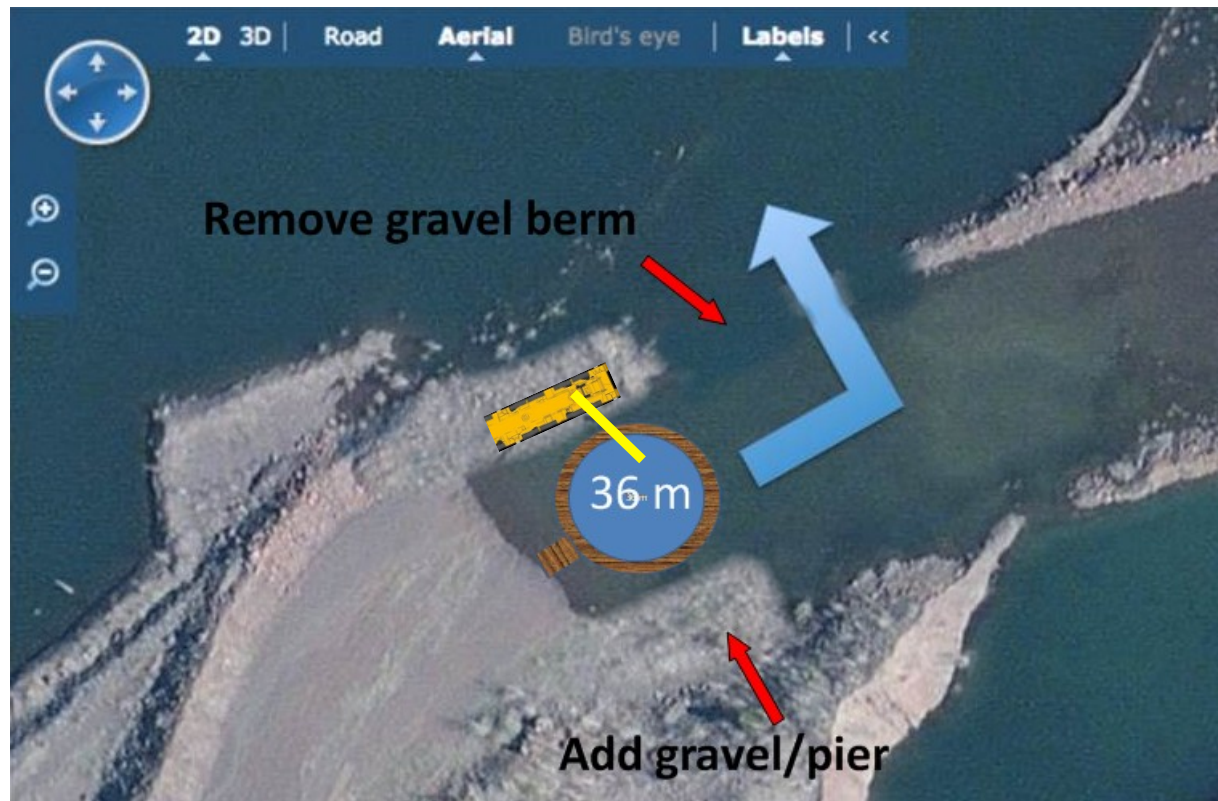 2D 3D | Road Aerial Bird's eye | Labels | <<
Remove gravel berm
36 m
Add gravel/pier